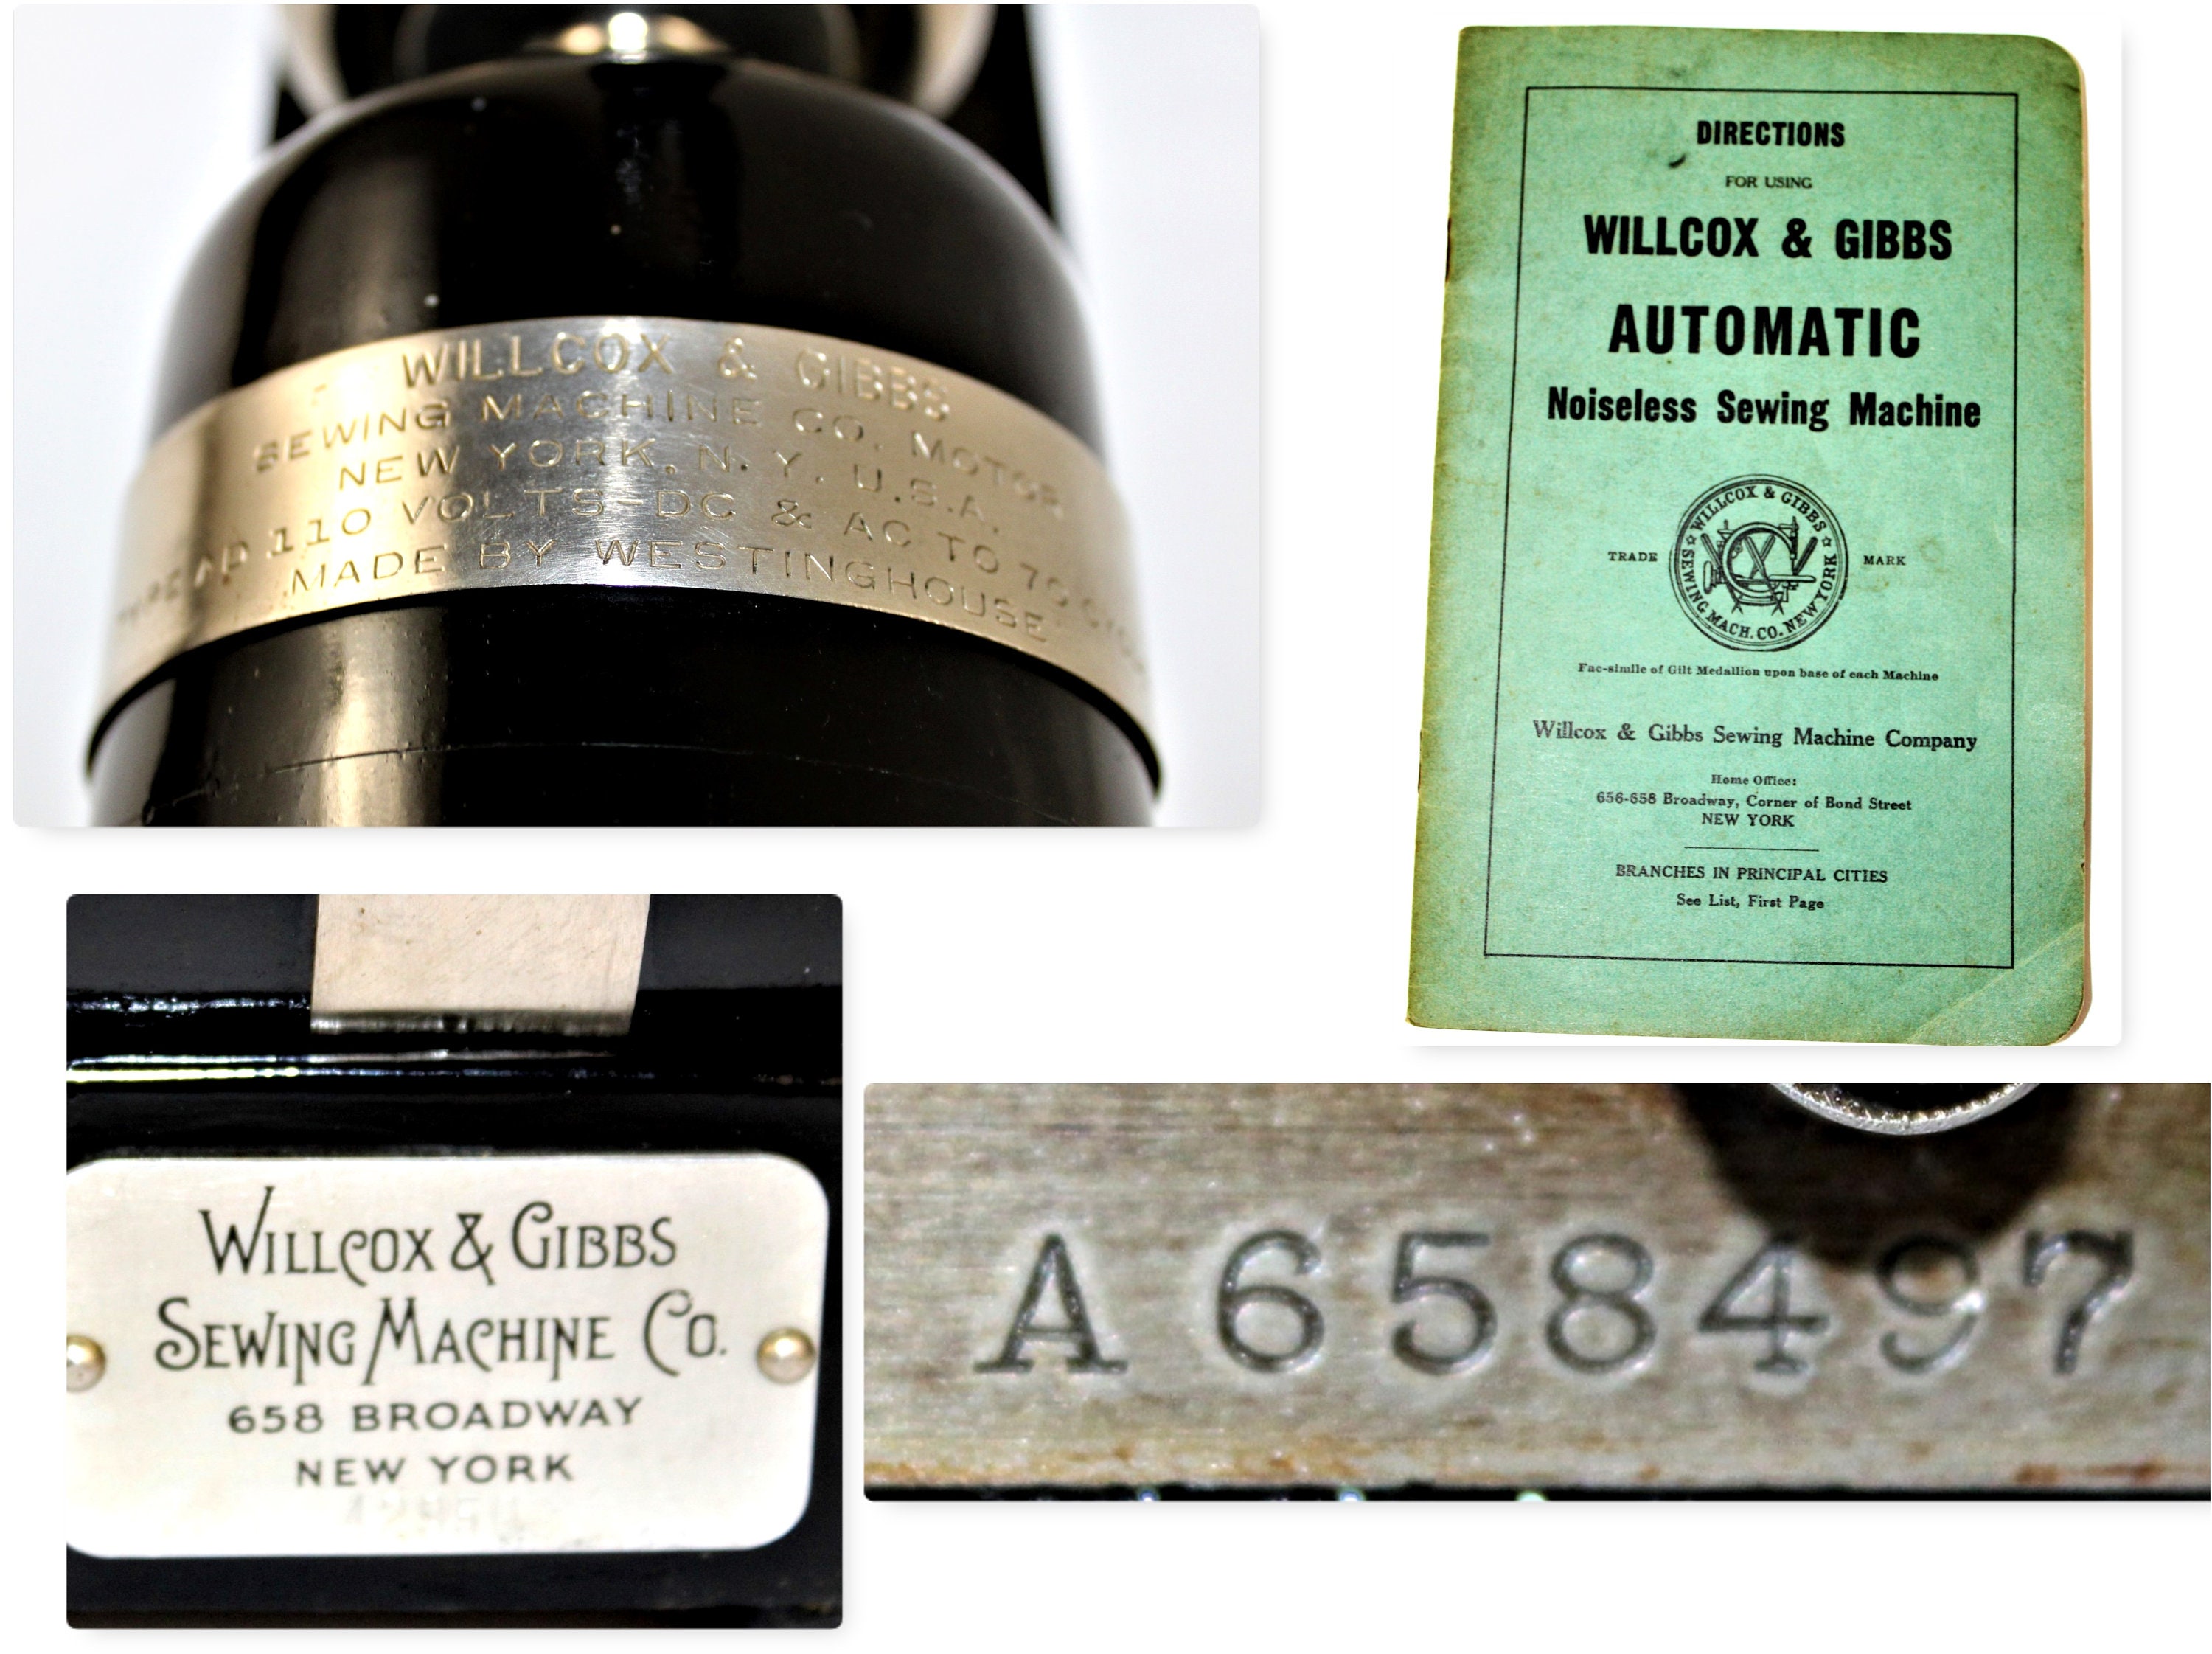 WILLCOX & GIBBS
SEWING MACHINE CO. MOTOR
NEW YORK, N. Y. U.S.A.
TYPE 110 VOLTS-DC & AC TO 70
MADE BY WESTINGHOUSE
DIRECTIONS
FOR USING
WILLCOX & GIBBS
AUTOMATIC
Noiseless Sewing Machine
WILLCOX & GIBBS
SEWING MACH. CO. NEW YORK
TRADE MARK
Fac-simile of Gilt Medallion upon base of each Machine
Willcox & Gibbs Sewing Machine Company
Home Office:
656-658 Broadway, Corner of Bond Street
NEW YORK
BRANCHES IN PRINCIPAL CITIES
See List, First Page
WILLCOX & GIBBS
SEWING MACHINE CO.
658 BROADWAY
NEW YORK
A 658497